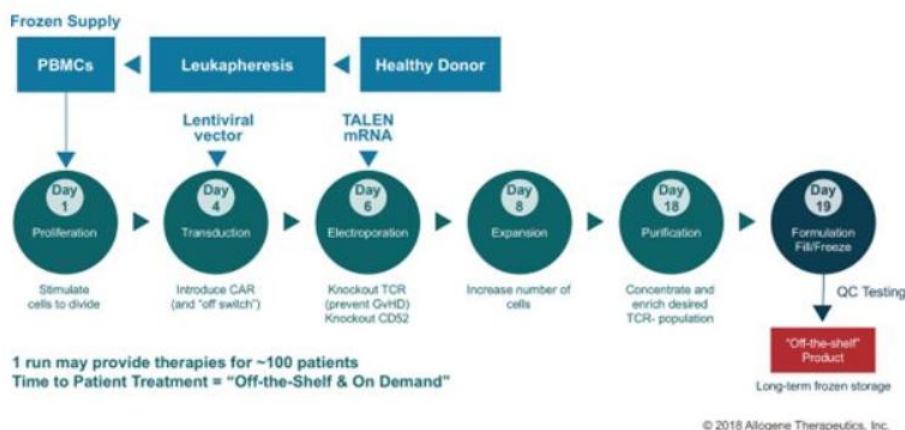 Frozen Supply
PBMCs
Leukapheresis
Healthy Donor
Lentiviral
vector
TALEN
mRNA
Day
1
Proliferation
Day
4
Transduction
Day
6
Electroporation
Day
8
Expansion
Day
18
Purification
Day
19
Formulation
Fill/Freeze
Stimulate
cells to divide
Introduce CAR
(and "off switch")
Knockout TCR
(prevent GvHD)
Knockout CD52
Increase number of
cells
Concentrate and
enrich desired
TCR- population
QC Testing
"Off-the-shelf"
Product
Long-term frozen storage
1 run may provide therapies for ~100 patients
Time to Patient Treatment = "Off-the-Shelf & On Demand"
© 2018 Allogene Therapeutics, Inc.